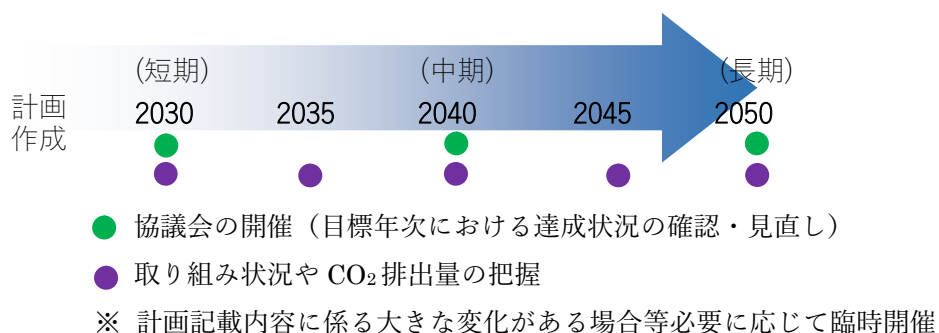 (短期) (中期) (長期)
計画
作成
2030 2035 2040 2045 2050
協議会の開催（目標年次における達成状況の確認・見直し）
取り組み状況や CO₂排出量の把握
※ 計画記載内容に係る大きな変化がある場合等必要に応じて臨時開催